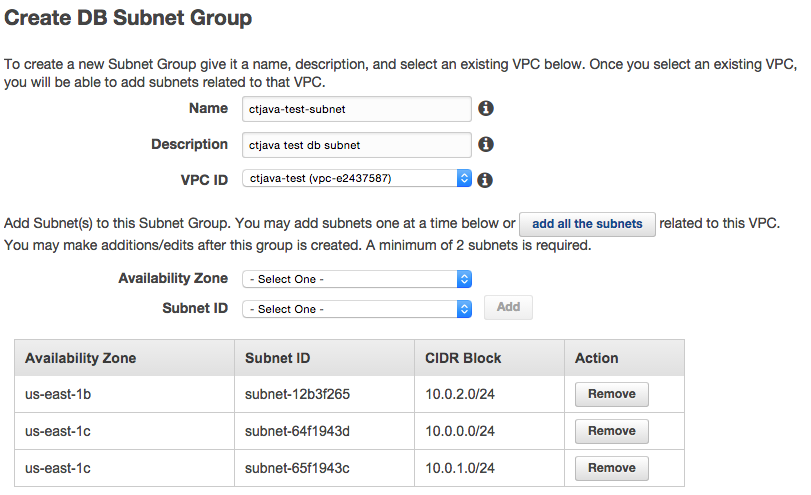 Create DB Subnet Group
To create a new Subnet Group give it a name, description, and select an existing VPC below. Once you select an existing VPC,
you will be able to add subnets related to that VPC.
Name ctjava-test-subnet
Description ctjava test db subnet
VPC ID ctjava-test (vpc-e2437587)
Add Subnet(s) to this Subnet Group. You may add subnets one at a time below or add all the subnets related to this VPC.
You may make additions/edits after this group is created. A minimum of 2 subnets is required.
Availability Zone - Select One -
Subnet ID - Select One - Add
Availability Zone Subnet ID CIDR Block Action
us-east-1b subnet-12b3f265 10.0.2.0/24 Remove
us-east-1c subnet-64f1943d 10.0.0.0/24 Remove
us-east-1c subnet-65f1943c 10.0.1.0/24 Remove